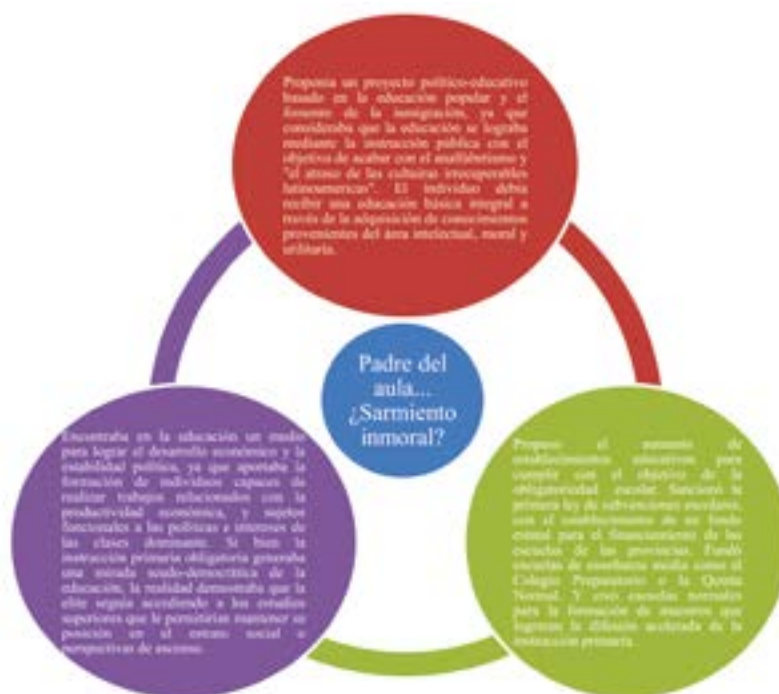 Proponía un proyecto político-educativo
basado en la educación popular y el
fomento de la inmigración, ya que
consideraba que la educación se lograba
mediante la instrucción pública con el
objetivo de acabar con el analfabetismo y
"el atraso de las culturas irrecuperables
latinoamericas". El individuo debía
recibir una educación básica integral a
través de la adquisición de conocimientos
provenientes del área intelectual, moral y
utilitaria.
Padre del
aula...
¿Sarmiento
inmoral?
Encontraba en la educación un medio
para lograr el desarrollo económico y la
estabilidad política, ya que aportaba la
formación de individuos capaces de
realizar trabajos relacionados con la
productividad económica, y sujetos
funcionales a las políticas e intereses de
las clases dominante. Si bien la
instrucción primaria obligatoria generaba
una mirada seudo-democrática de la
educación, la realidad demostraba que la
elite seguía accediendo a los estudios
superiores que le permitirían mantener su
posición en el estrato social o
perspectivas de ascenso.
Propuso el aumento de
establecimientos educativos para
cumplir con el objetivo de la
obligatoriedad escolar. Sancionó la
primera ley de subvenciones escolares,
con el establecimiento de un fondo
estatal para el financiamiento de las
escuelas de las provincias. Fundó
escuelas de enseñanza media como el
Colegio Preparatorio o la Quinta
Normal. Y creó escuelas normales
para la formación de maestros que
lograran la difusión acelerada de la
instrucción primaria.